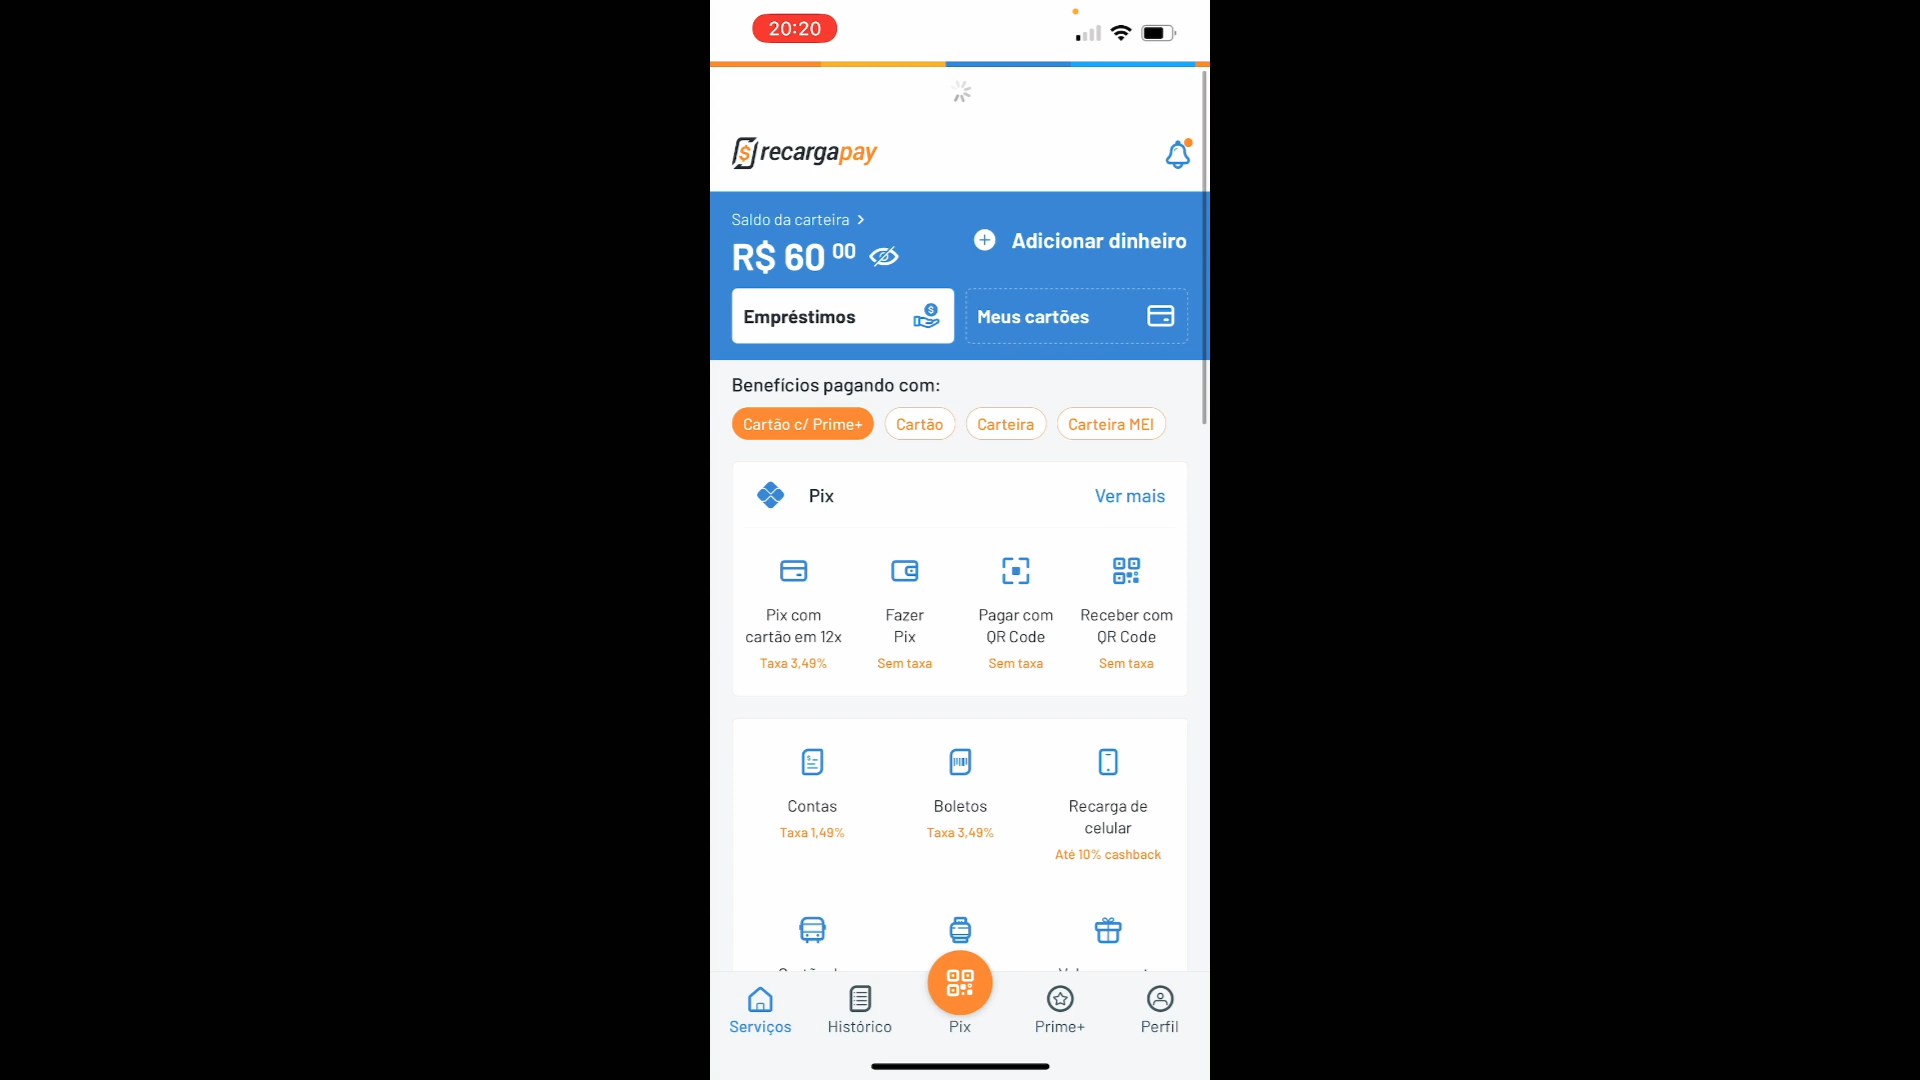 20:20
recargapay
Saldo da carteira
R$ 60 00
Adicionar dinheiro
Empréstimos
Meus cartões
Benefícios pagando com:
Cartão c/ Prime+
Cartão
Carteira
Carteira MEI
Pix
Ver mais
Pix com
cartão em 12x
Taxa 3,49%
Fazer
Pix
Sem taxa
Pagar com
QR Code
Sem taxa
Receber com
QR Code
Sem taxa
Contas
Taxa 1,49%
Boletos
Taxa 3,49%
Recarga de
celular
Até 10% cashback
Serviços
Histórico
Pix
Prime+
Perfil